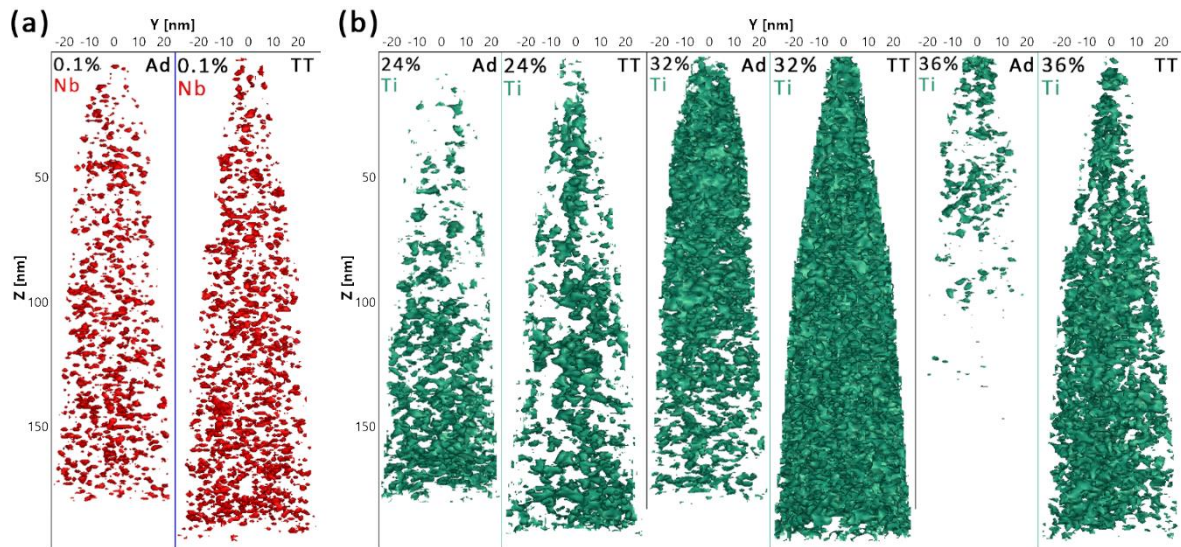 (a)
Y [nm]
(b)
Y [nm]
-20 -10 0 10 20 -20 -10 0 10 20
-20 -10 0 10 20 -20 -10 0 10 20 -20 -10 0 10 20 -20 -10 0 10 20 -20 -10 0 10 20 -20 -10 0 10 20
0.1% Ad 0.1% TT
Nb Nb
24% Ad 24% TT 32% Ad 32% TT 36% Ad 36% TT
Ti Ti Ti Ti Ti Ti
50
Z [nm]
100
150
50
Z [nm]
100
150